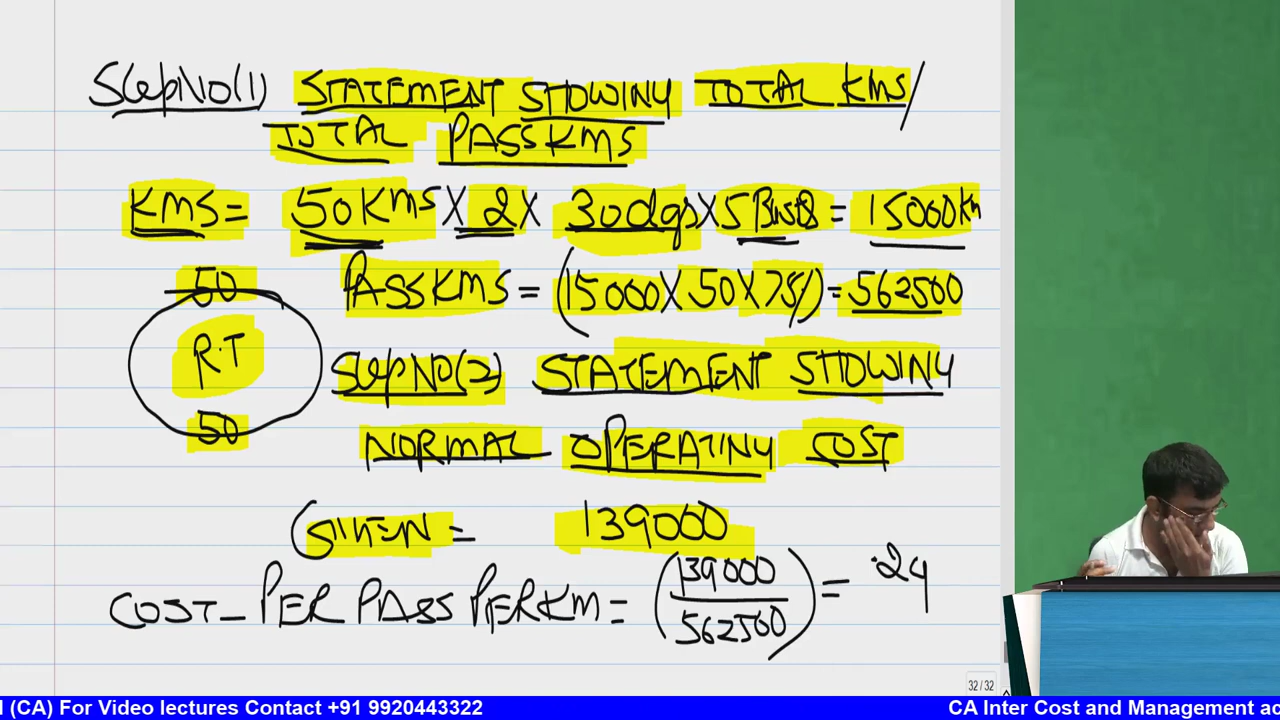 Step No(1) STATEMENT SHOWING TOTAL KMS/
TOTAL PASS KMS
KMS = 50 KMS X 2 X 30 days X 5 Buses = 15000 Km
50
R.T
50
PASS KMS = (15000 X 50 X 75%) = 562500
Step No(2) STATEMENT SHOWING
NORMAL OPERATING COST
GIVEN = 139000
COST - PER PASS PER KM = (139000
562500) = .24
32 / 32
l (CA) For Video lectures Contact +91 9920443322
CA Inter Cost and Management ac